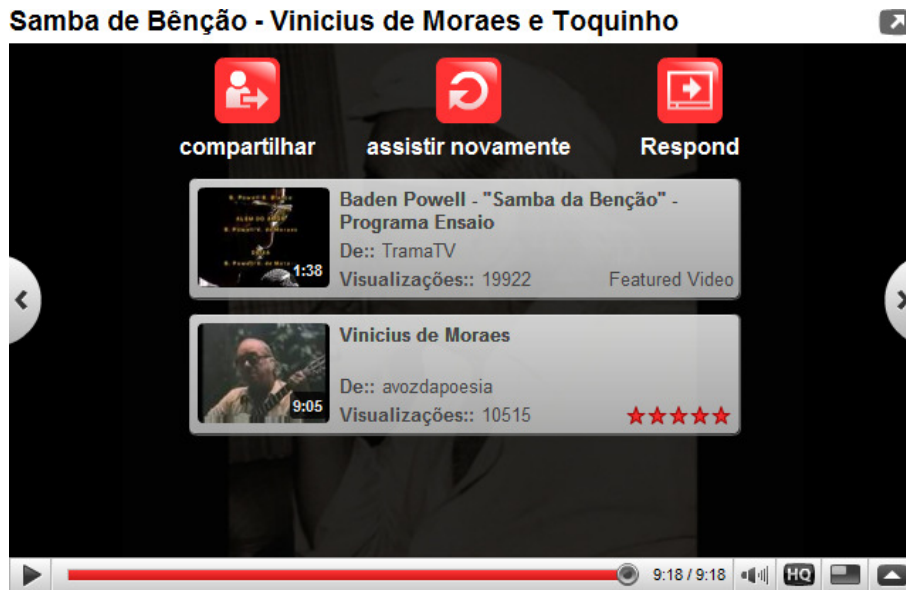 Samba de Bênção - Vinicius de Moraes e Toquinho
compartilhar assistir novamente Respond
Baden Powell - "Samba da Benção" -
Programa Ensaio
De:: TramaTV
1:38
Visualizações:: 19922 Featured Video
Vinicius de Moraes
De:: avozdapoesia
9:05
Visualizações:: 10515
9:18 / 9:18 HQ